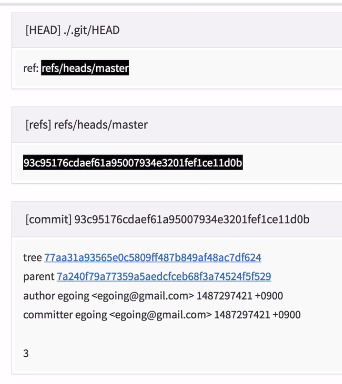 [HEAD] ./.git/HEAD
ref: refs/heads/master
[refs] refs/heads/master
93c95176cdaef61a95007934e3201fef1ce11d0b
[commit] 93c95176cdaef61a95007934e3201fef1ce11d0b
tree 77aa31a93565e0c5809ff487b849af48ac7df624
parent 7a240f79a77359a5aedcfceb68f3a74524f5f529
author egoing <egoing@gmail.com> 1487297421 +0900
committer egoing <egoing@gmail.com> 1487297421 +0900
3